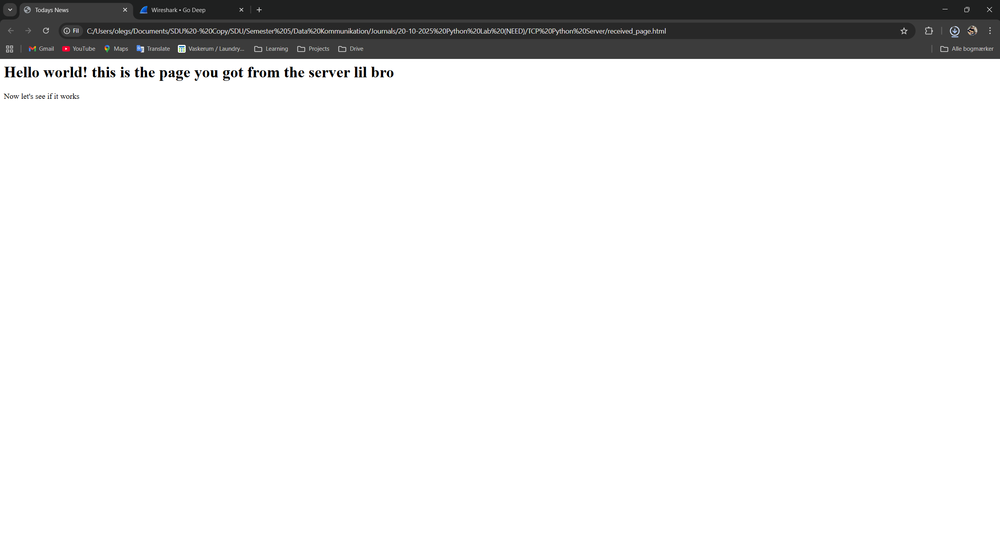 Todays News
Wireshark • Go Deep
Fil
C:/Users/olegs/Documents/SDU%20-%20Copy/SDU/Semester%205/Data%20Kommunikation/Journals/20-10-2025%20Python%20Lab%20(NEED)/TCP%20Python%20Server/received_page.html
Gmail
YouTube
Maps
Translate
Vaskerum / Laundry...
Learning
Projects
Drive
Alle bogmærker
Hello world! this is the page you got from the server lil bro
Now let's see if it works